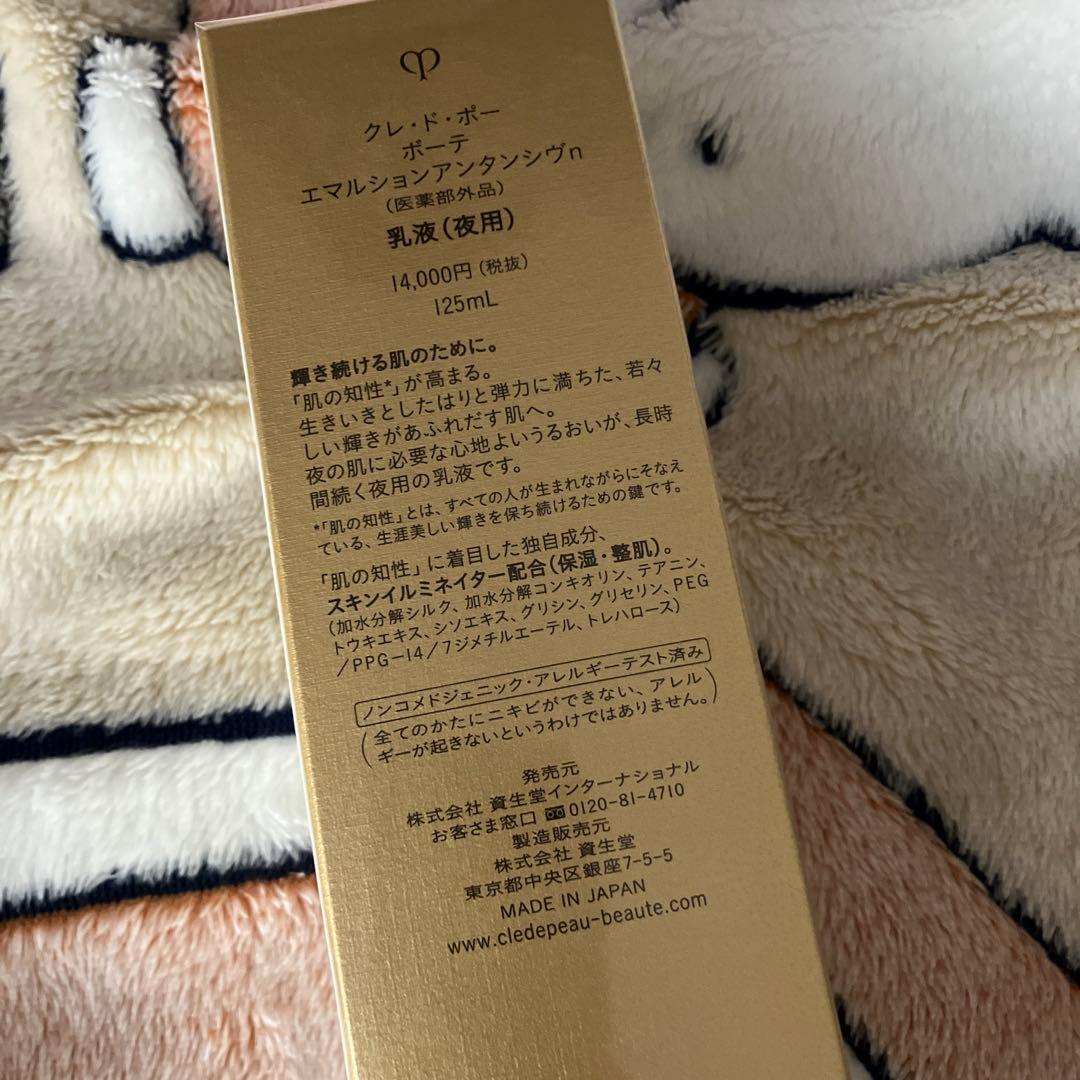 クレ・ド・ポー
ボーテ
エマルションアンタンシヴn
(医薬部外品)
乳液(夜用)
14,000円(税抜)
125mL
輝き続ける肌のために。
「肌の知性*」が高まる。
生きいきとしたはりと弾力に満ちた、若々
しい輝きがあふれだす肌へ。
夜の肌に必要な心地よいうるおいが、長時
間続く夜用の乳液です。
*「肌の知性」とは、すべての人が生まれながらにそなえ
ている、生涯美しい輝きを保ち続けるための鍵です。
「肌の知性」に着目した独自成分、
スキンイルミネイター配合(保湿・整肌)。
(加水分解シルク、加水分解コンキオリン、テアニン、
トウキエキス、シソエキス、グリシン、グリセリン、PEG
/PPG-14/7ジメチルエーテル、トレハロース)
ノンコメドジェニック・アレルギーテスト済み
(全てのかたにニキビができない、アレル
ギーが起きないというわけではありません。)
発売元
株式会社 資生堂インターナショナル
お客さま窓口 0120-81-4710
製造販売元
株式会社 資生堂
東京都中央区銀座7-5-5
MADE IN JAPAN
www.cledepeau-beaute.com